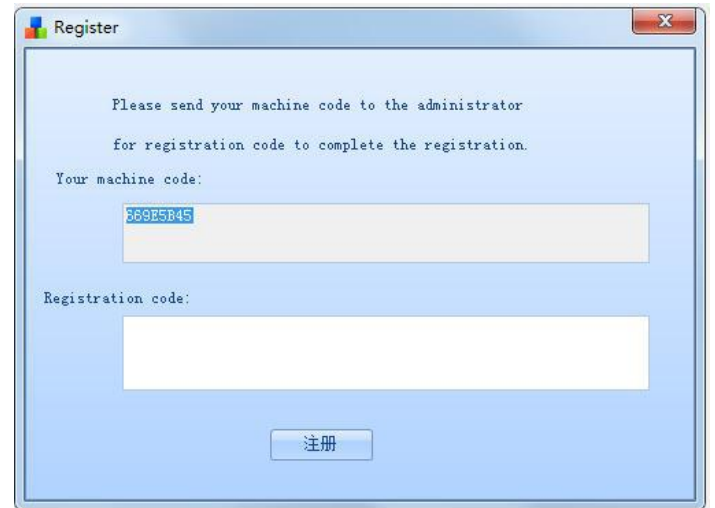 Register
Please send your machine code to the administrator
for registration code to complete the registration.
Your machine code:
669E5B45
Registration code:
注册